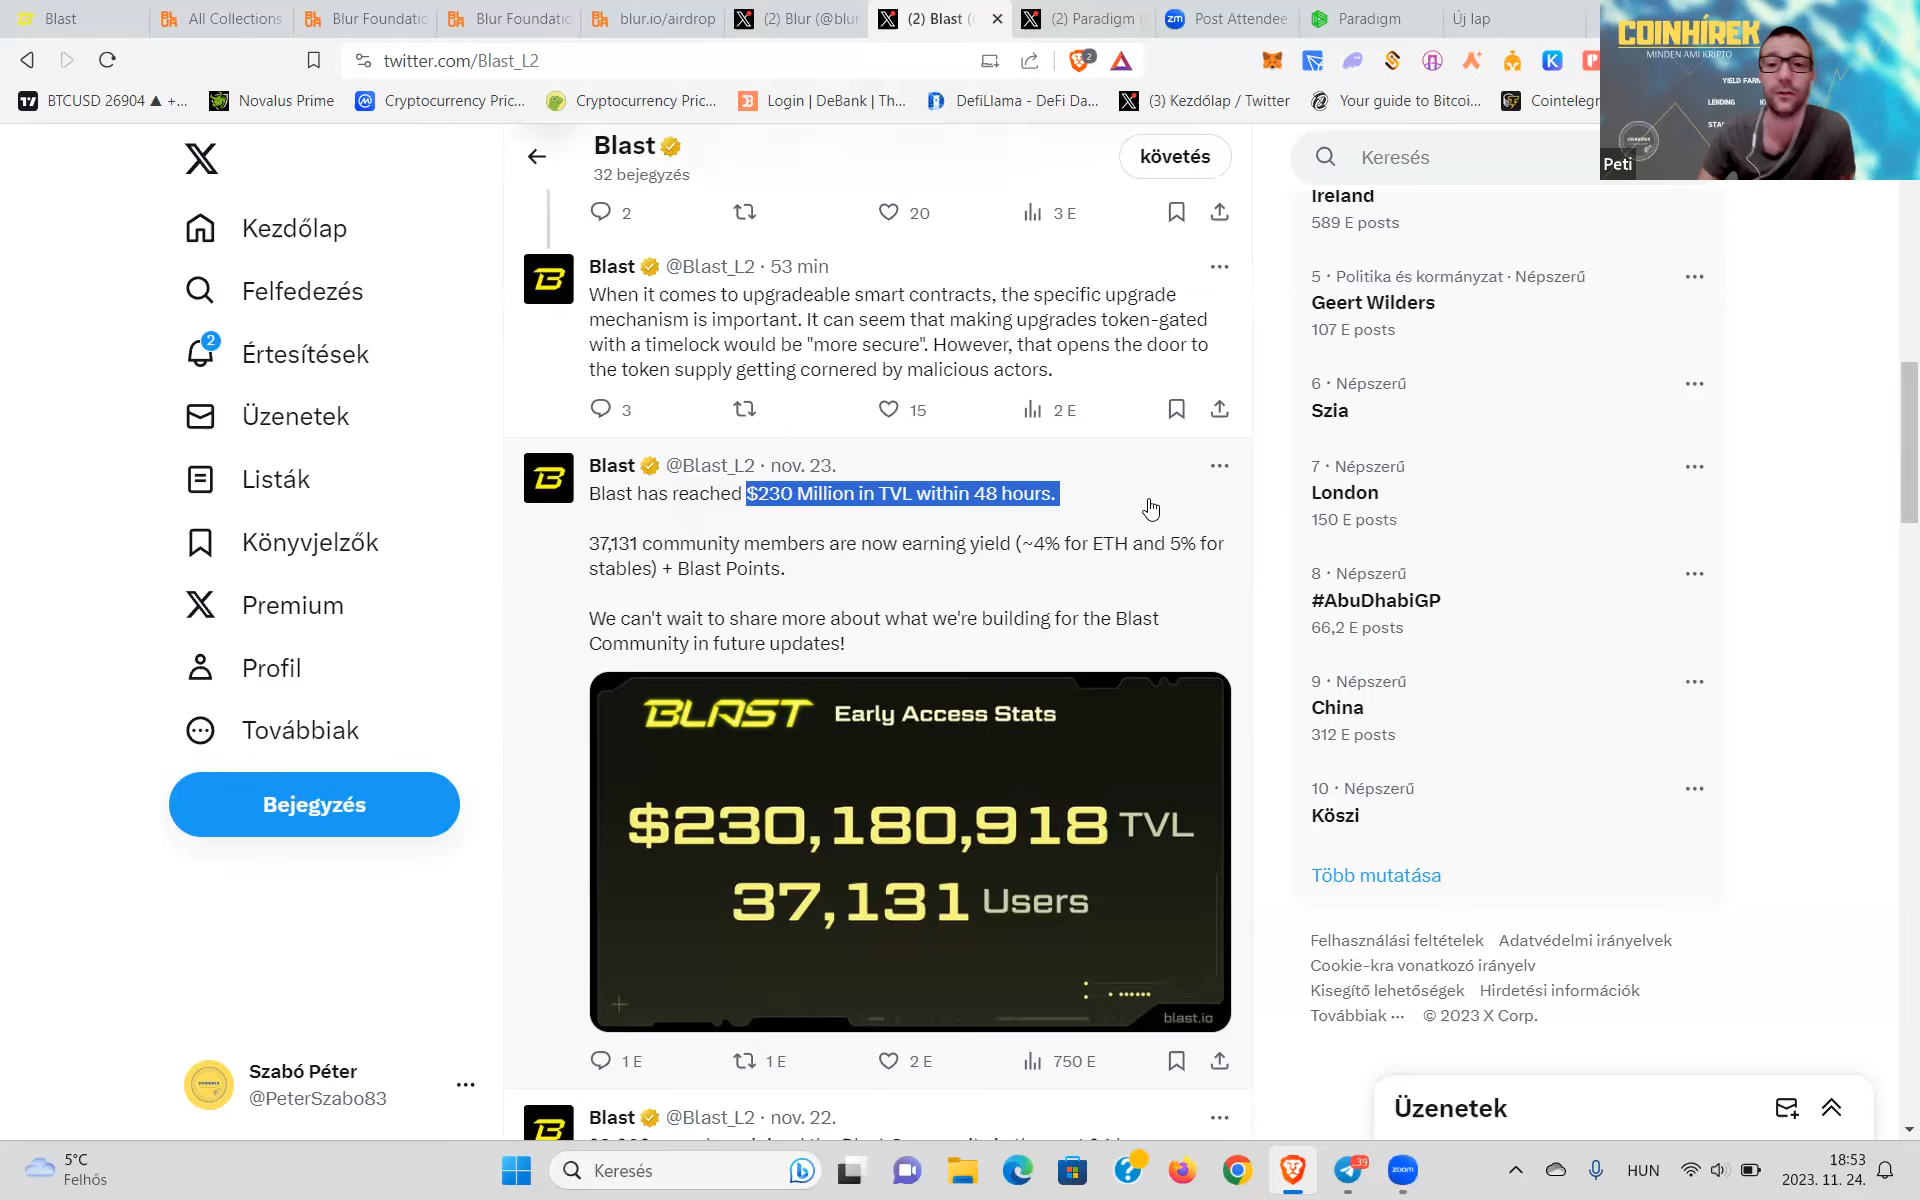 Blast
All Collections
Blur Foundatio
Blur Foundatio
blur.io/airdrop
(2) Blur (@blur
(2) Blast (
(2) Paradigm (
Post Attendee
Paradigm
Új lap
twitter.com/Blast_L2
2
BTCUSD 26904 ▲ +...
Novalus Prime
Cryptocurrency Pric...
Cryptocurrency Pric...
Login | DeBank | Th...
DefiLlama - DeFi Da...
(3) Kezdőlap / Twitter
Your guide to Bitcoi...
Cointelegr
COINHÍREK
MINDEN AMI KRIPTO
YIELD FARM
LENDING
Peti
Kezdőlap
Felfedezés
2
Értesítések
Üzenetek
Listák
Könyvjelzők
Premium
Profil
Továbbiak
Bejegyzés
Szabó Péter
@PeterSzabo83
Blast
32 bejegyzés
követés
2
20
3 E
Blast @Blast_L2 · 53 min
When it comes to upgradeable smart contracts, the specific upgrade
mechanism is important. It can seem that making upgrades token-gated
with a timelock would be "more secure". However, that opens the door to
the token supply getting cornered by malicious actors.
3
15
2 E
Blast @Blast_L2 · nov. 23.
Blast has reached $230 Million in TVL within 48 hours.
37,131 community members are now earning yield (~4% for ETH and 5% for
stables) + Blast Points.
We can't wait to share more about what we're building for the Blast
Community in future updates!
BLAST Early Access Stats
$230,180,918 TVL
37,131 Users
blast.io
1 E
1 E
2 E
750 E
Blast @Blast_L2 · nov. 22.
Keresés
Ireland
589 E posts
5 · Politika és kormányzat · Népszerű
Geert Wilders
107 E posts
6 · Népszerű
Szia
7 · Népszerű
London
150 E posts
8 · Népszerű
#AbuDhabiGP
66,2 E posts
9 · Népszerű
China
312 E posts
10 · Népszerű
Köszi
Több mutatása
Felhasználási feltételek Adatvédelmi irányelvek
Cookie-kra vonatkozó irányelv
Kisegítő lehetőségek Hirdetési információk
Továbbiak ··· © 2023 X Corp.
Üzenetek
5°C
Felhős
Keresés
39
zoom
HUN
18:53
2023. 11. 24.